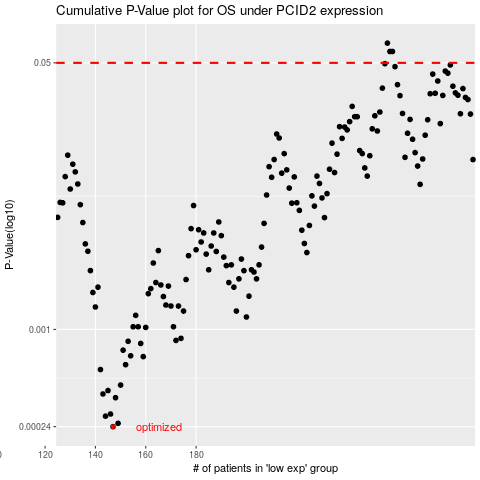 Cumulative P-Value plot for OS under PCID2 expression
P-Value(log10)
0.05
0.001
0.00024
optimized
0
120 140 160 180
# of patients in 'low exp' group